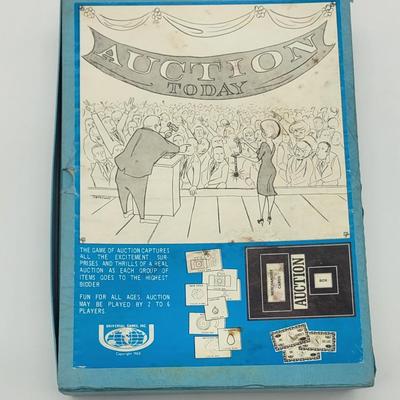 AUCTION
TODAY
THE GAME OF AUCTION CAPTURES
ALL THE EXCITEMENT, SUR-
PRISES AND THRILLS OF A REAL
AUCTION AS EACH GROUP OF
ITEMS GOES TO THE HIGHEST
BIDDER
FUN FOR ALL AGES, AUCTION
MAY BE PLAYED BY 2 TO 6
PLAYERS.
AUCTION
BOX
UNIVERSAL GAMES, INC.
Copyright